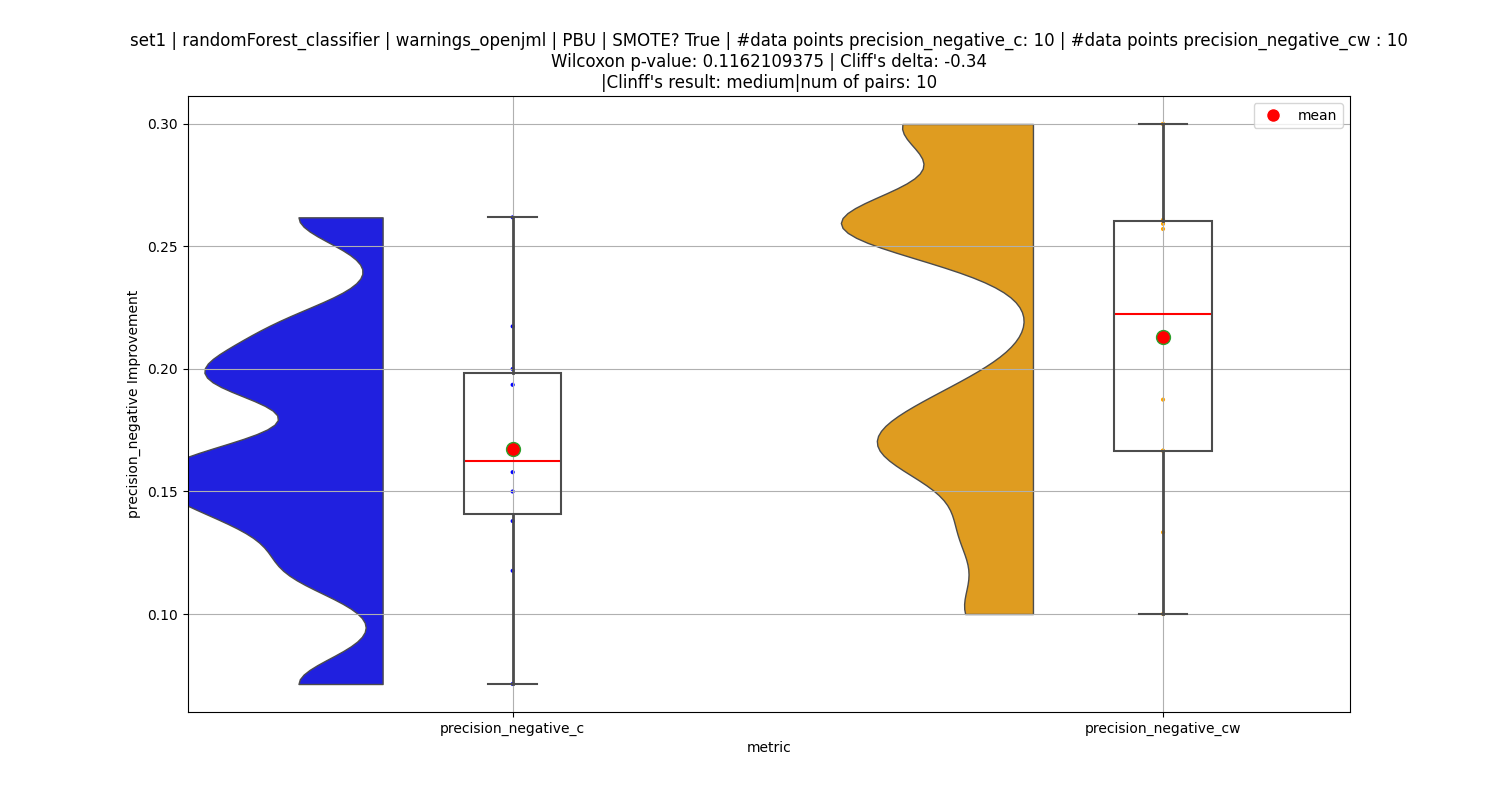 set1 | randomForest_classifier | warnings_openjml | PBU | SMOTE? True | #data points precision_negative_c: 10 | #data points precision_negative_cw : 10
Wilcoxon p-value: 0.1162109375 | Cliff's delta: -0.34
|Clinff's result: medium|num of pairs: 10
mean
0.30
0.25
0.20
0.15
0.10
precision_negative Improvement
precision_negative_c
precision_negative_cw
metric